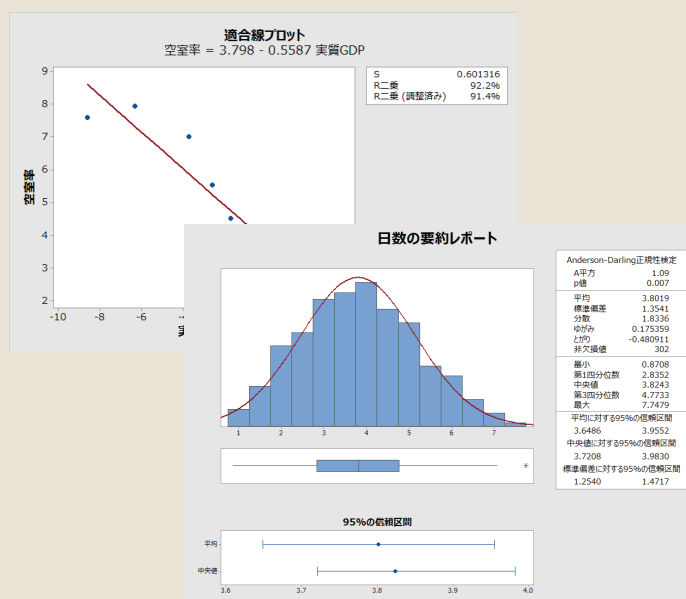 適合線プロット
空室率 = 3.798 - 0.5587 実質GDP
S 0.601316
R二乗 92.2%
R二乗 (調整済み) 91.4%
空室率
9
8
7
6
5
4
3
2
-10 -8 -6
日数の要約レポート
Anderson-Darling正規性検定
A平方 1.09
p値 0.007
平均 3.8019
標準偏差 1.3541
分散 1.8336
ゆがみ 0.175359
とがり -0.480911
非欠損値 302
最小 0.8708
第1四分位数 2.8352
中央値 3.8243
第3四分位数 4.7733
最大 7.7479
平均に対する95%の信頼区間
3.6486 3.9552
中央値に対する95%の信頼区間
3.7208 3.9830
標準偏差に対する95%の信頼区間
1.2540 1.4717
1 2 3 4 5 6 7
95%の信頼区間
平均
中央値
3.6 3.7 3.8 3.9 4.0